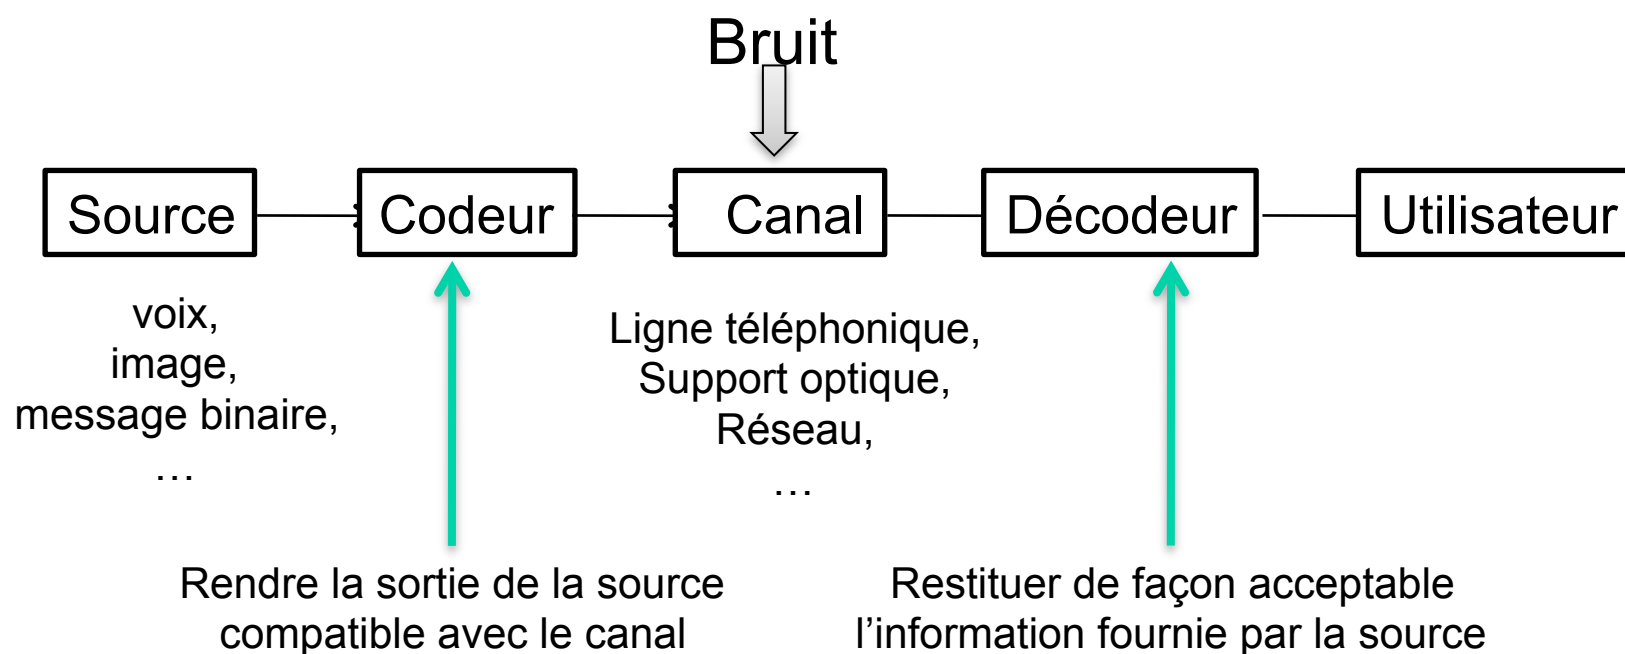 Bruit
Source Codeur Canal Décodeur Utilisateur
voix,
image,
message binaire,
…
Ligne téléphonique,
Support optique,
Réseau,
…
Rendre la sortie de la source
compatible avec le canal
Restituer de façon acceptable
l’information fournie par la source